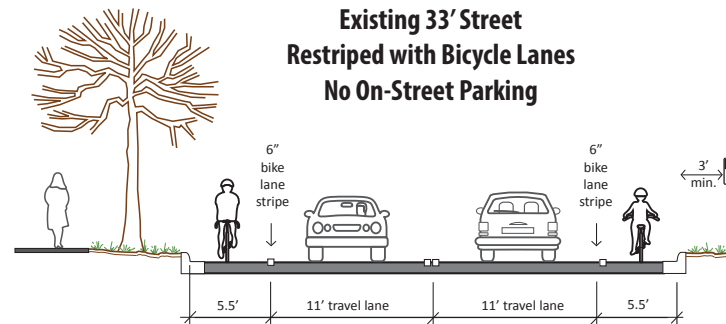 Existing 33’ Street
Restriped with Bicycle Lanes
No On-Street Parking
6”
bike
lane
stripe
6”
bike
lane
stripe
3’
min.
5.5’
11’ travel lane
11’ travel lane
5.5’